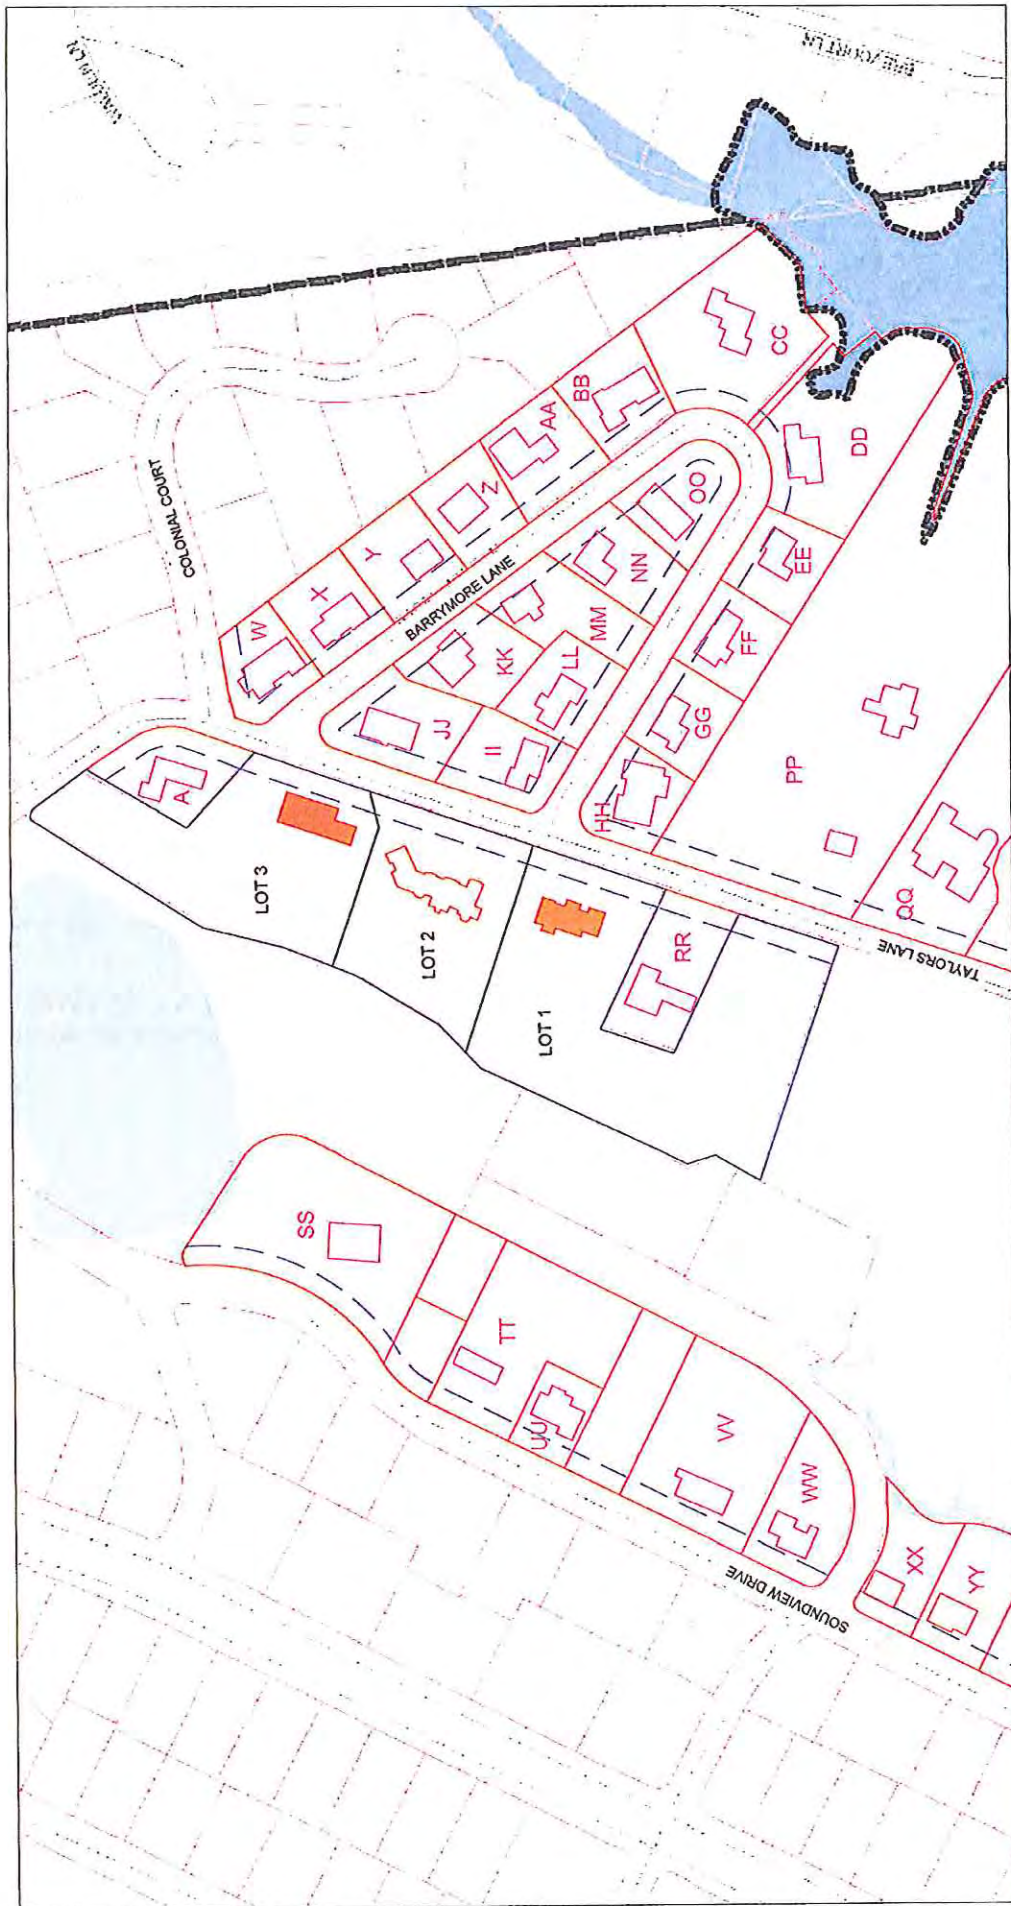 COLONIAL COURT
W
X
Y
Z
AA
BB
CC
BARRYMORE LANE
DD
EE
FF
GG
HH
II
JJ
KK
LL
MM
NN
OO
A
LOT 3
LOT 2
LOT 1
RR
PP
QQ
TAYLORS LANE
SS
TT
UU
VV
WW
XX
YY
SOUNDVIEW DRIVE